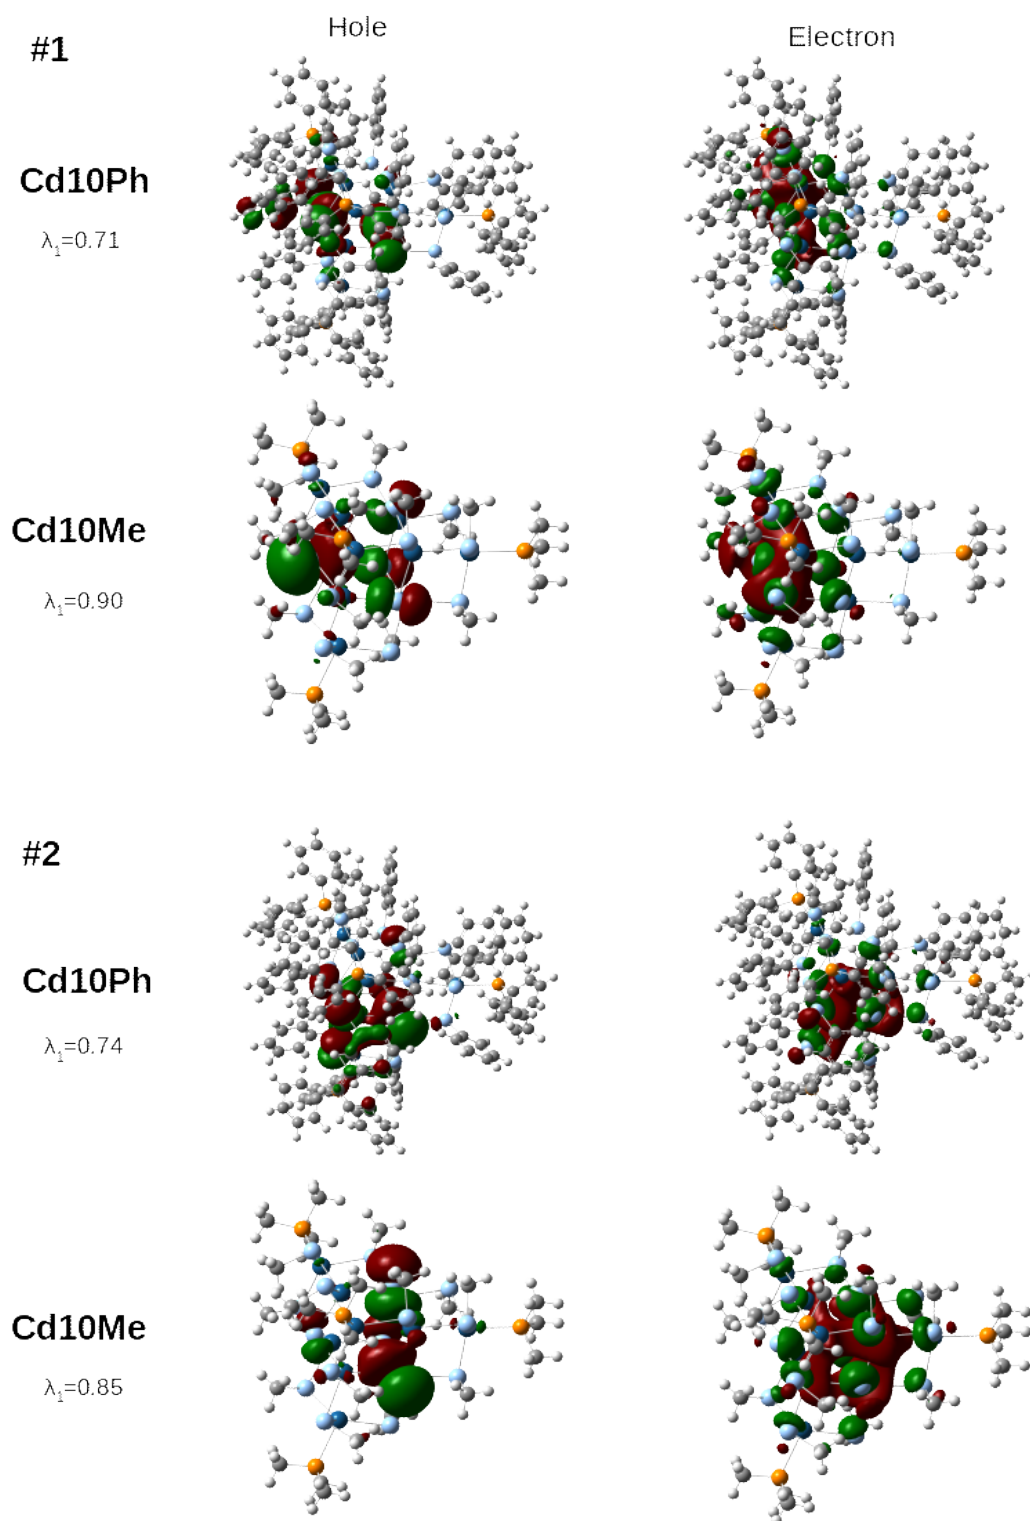 Hole
#1
Electron
Cd10Ph
λ₁=0.71
Cd10Me
λ₁=0.90
#2
Cd10Ph
λ₁=0.74
Cd10Me
λ₁=0.85